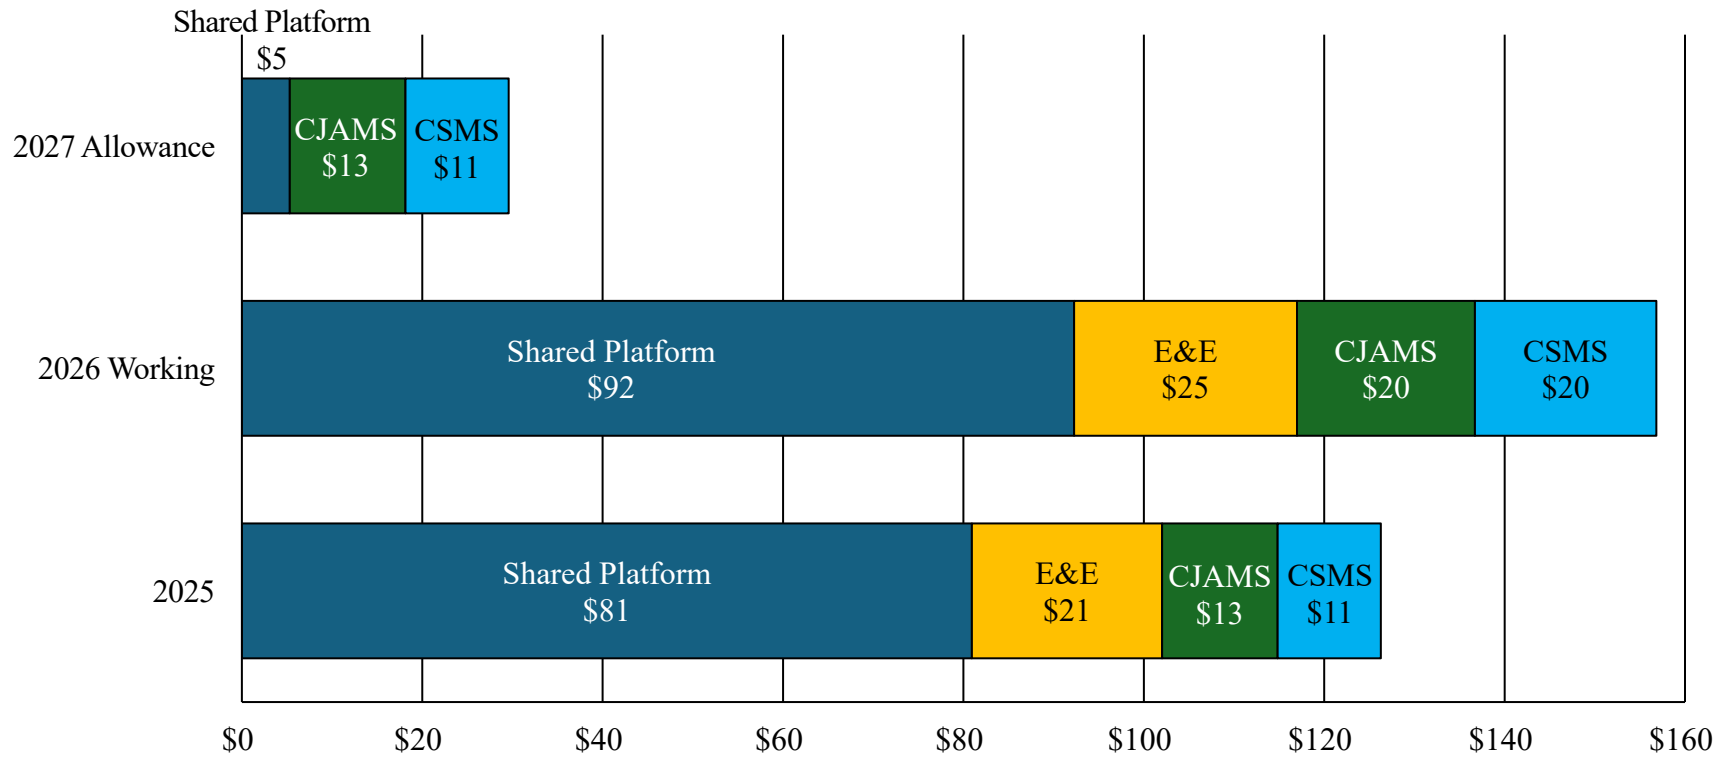 Shared Platform
$5
2027 Allowance
CJAMS
$13
CSMS
$11
2026 Working
Shared Platform
$92
E&E
$25
CJAMS
$20
CSMS
$20
2025
Shared Platform
$81
E&E
$21
CJAMS
$13
CSMS
$11
$0
$20
$40
$60
$80
$100
$120
$140
$160